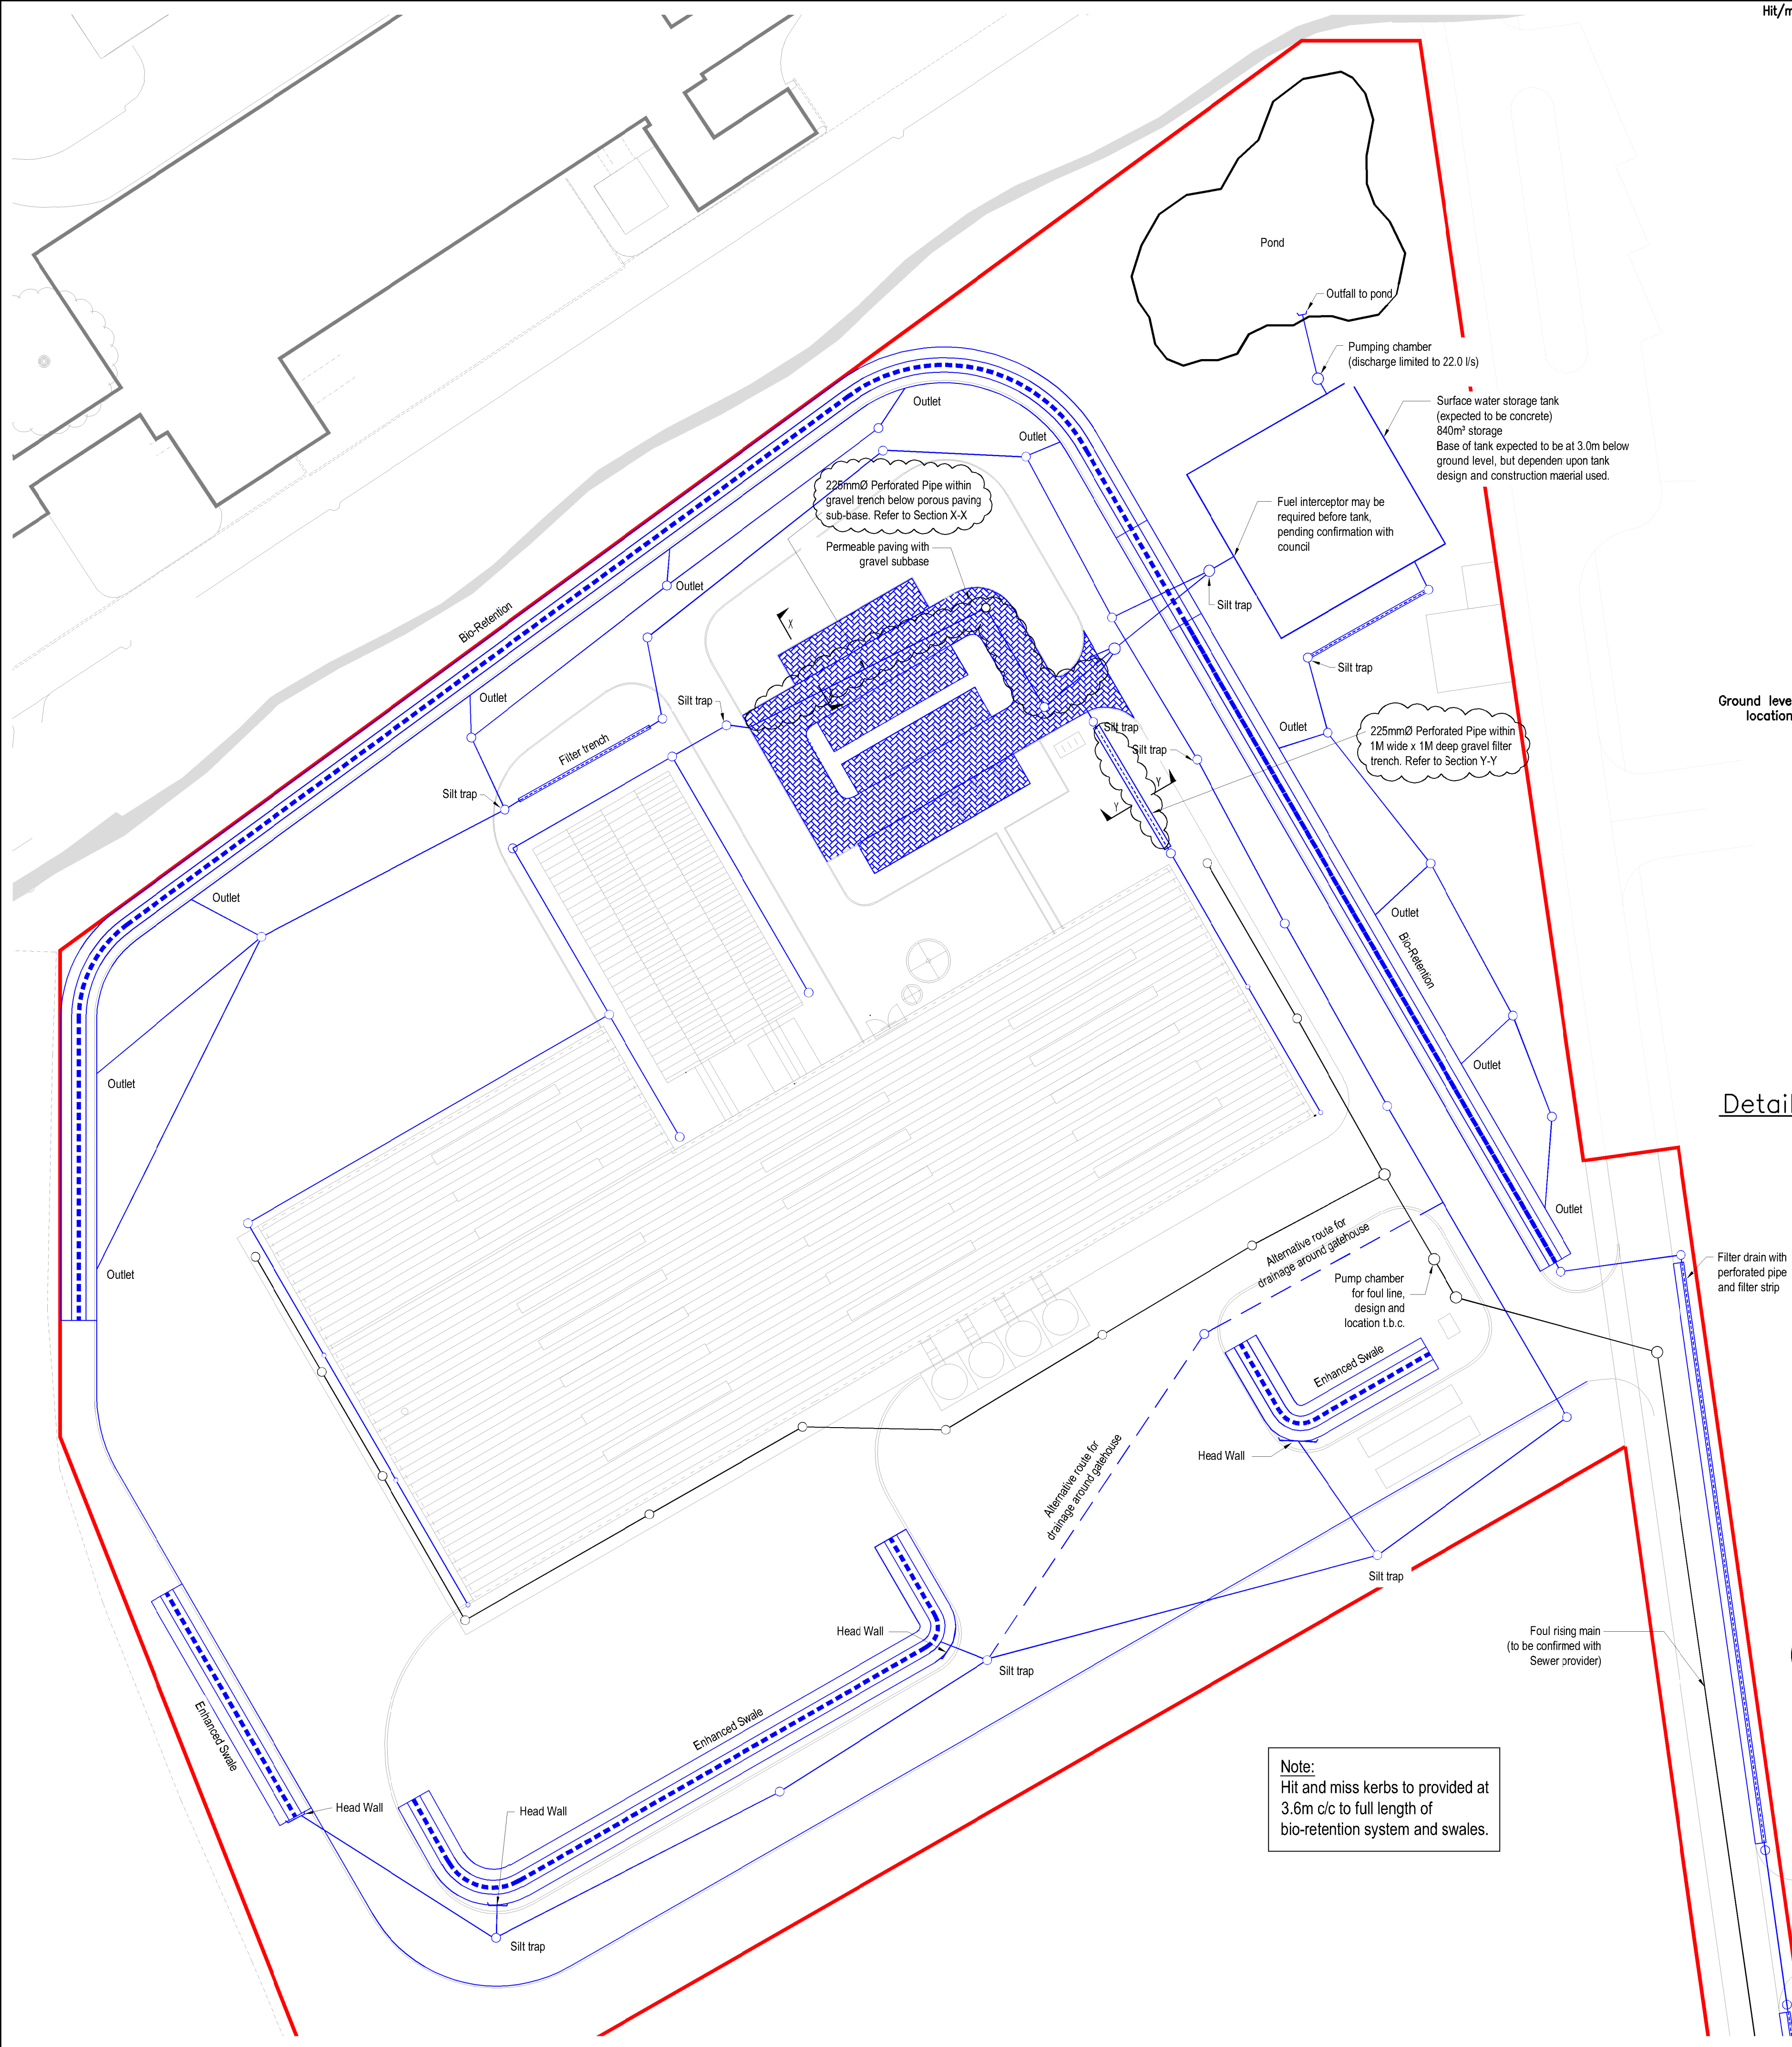 Hit/m
Pond
Outfall to pond
Pumping chamber
(discharge limited to 22.0 l/s)
Surface water storage tank
(expected to be concrete)
840m³ storage
Base of tank expected to be at 3.0m below
ground level, but dependen upon tank
design and construction maerial used.
Outlet
Outlet
225mmØ Perforated Pipe within
gravel trench below porous paving
sub-base. Refer to Section X-X
Fuel interceptor may be
required before tank,
pending confirmation with
council
Permeable paving with
gravel subbase
Outlet
Silt trap
Bio-Retention
X
X
Silt trap
Outlet
Silt trap
Ground leve
location
Silt trap
Outlet
225mmØ Perforated Pipe within
1M wide x 1M deep gravel filter
trench. Refer to Section Y-Y
Filter trench
Silt trap
Y
Y
Silt trap
Outlet
Outlet
Bio-Retention
Outlet
Outlet
Detail
Outlet
Outlet
Alternative route for
drainage around gatehouse
Filter drain with
perforated pipe
and filter strip
Pump chamber
for foul line,
design and
location t.b.c.
Enhanced Swale
Head Wall
Alternative route for
drainage around gatehouse
Silt trap
Head Wall
Silt trap
Foul rising main
(to be confirmed with
Sewer provider)
Enhanced Swale
Enhanced Swale
Head Wall
Head Wall
Silt trap
Note:
Hit and miss kerbs to provided at
3.6m c/c to full length of
bio-retention system and swales.